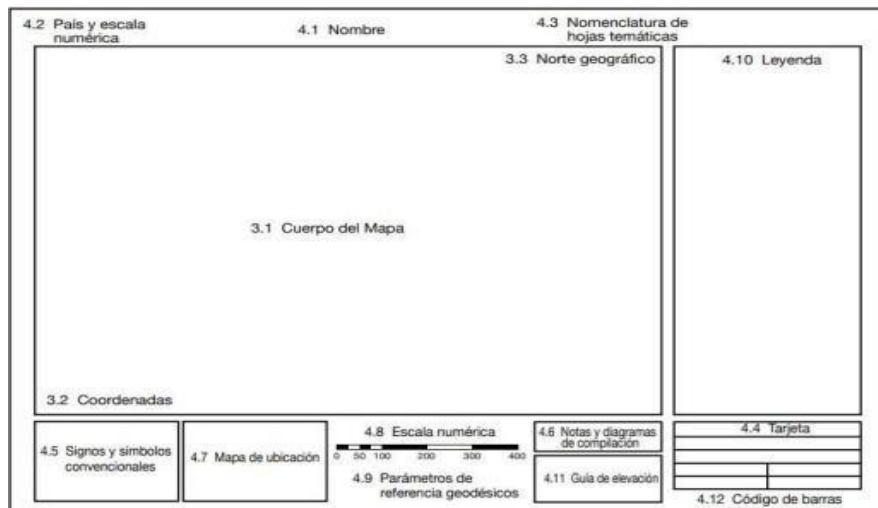 4.2 País y escala
numérica
4.1 Nombre
4.3 Nomenclatura de
hojas temáticas
3.3 Norte geográfico
4.10 Leyenda
3.1 Cuerpo del Mapa
3.2 Coordenadas
4.5 Signos y símbolos
convencionales
4.7 Mapa de ubicación
4.8 Escala numérica
0 50 100 200 300 400
4.9 Parámetros de
referencia geodésicos
4.6 Notas y diagramas
de compilación
4.11 Guía de elevación
4.4 Tarjeta
4.12 Código de barras